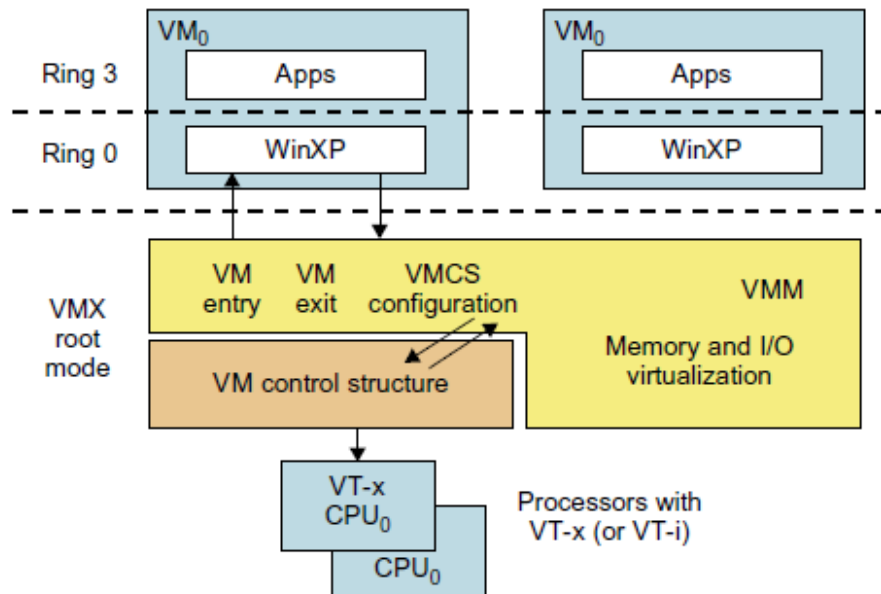 VM₀
VM₀
Ring 3
Apps
Apps
Ring 0
WinXP
WinXP
VMX
root
mode
VM
entry
VM
exit
VMCS
configuration
VMM
Memory and I/O
virtualization
VM control structure
VT-x
CPU₀
CPU₀
Processors with
VT-x (or VT-i)